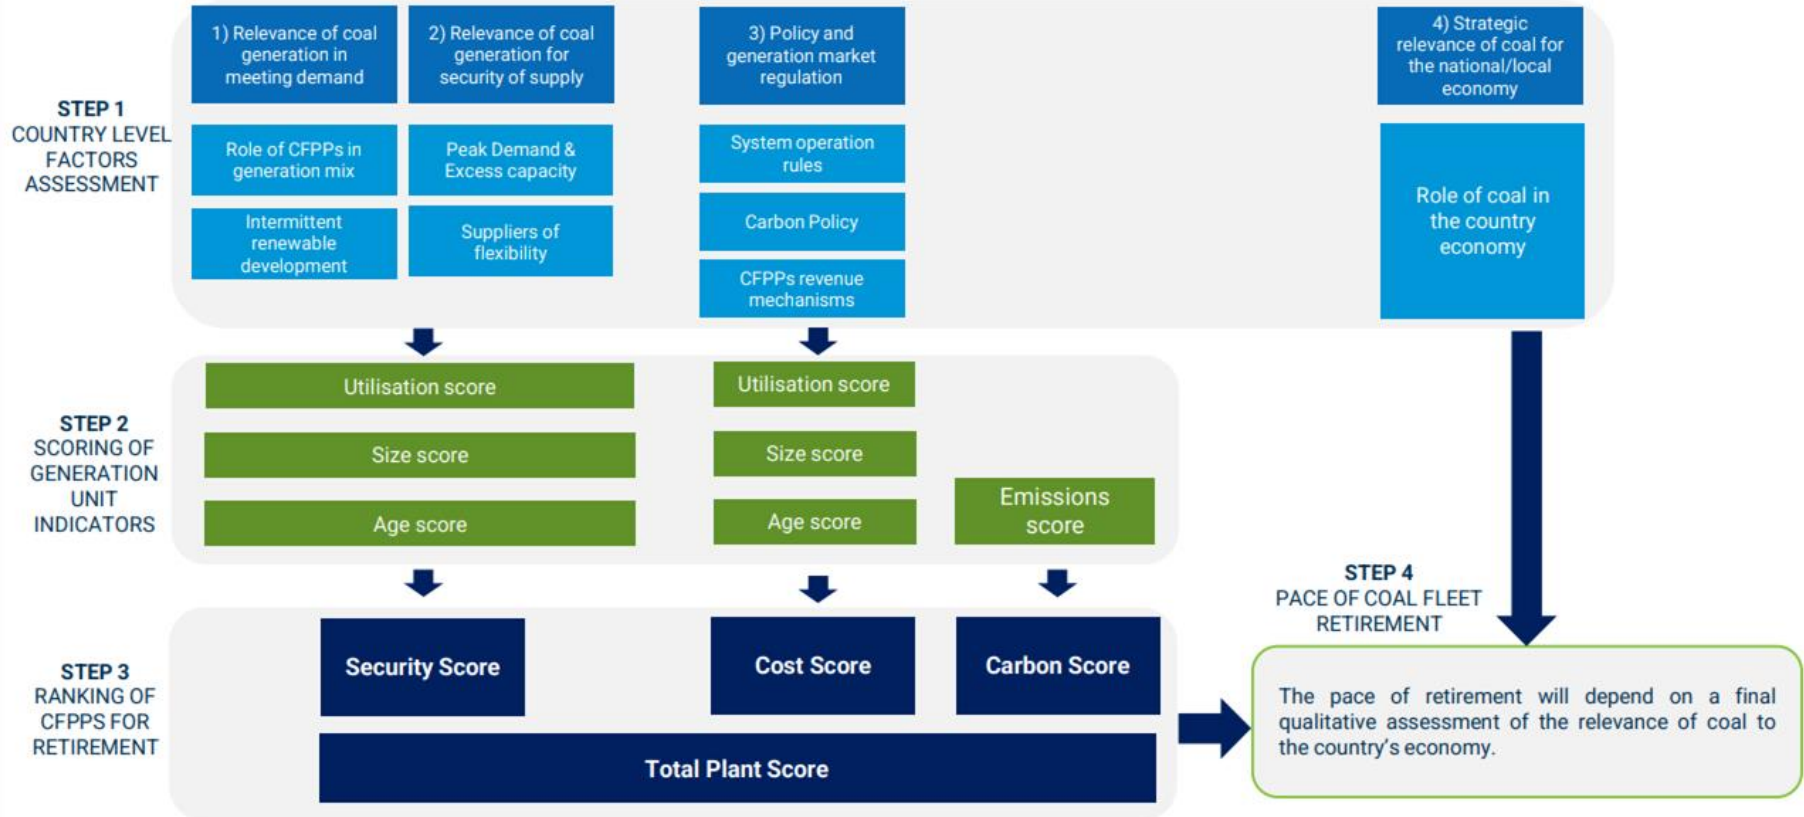 1) Relevance of coal
generation in
meeting demand
2) Relevance of coal
generation for
security of supply
3) Policy and
generation market
regulation
4) Strategic
relevance of coal for
the national/local
economy
STEP 1
COUNTRY LEVEL
FACTORS
ASSESSMENT
Role of CFPPs in
generation mix
Intermittent
renewable
development
Peak Demand &
Excess capacity
Suppliers of
flexibility
System operation
rules
Carbon Policy
CFPPs revenue
mechanisms
Role of coal in
the country
economy
STEP 2
SCORING OF
GENERATION
UNIT
INDICATORS
Utilisation score
Size score
Age score
Utilisation score
Size score
Age score
Emissions
score
STEP 3
RANKING OF
CFPPS FOR
RETIREMENT
Security Score
Cost Score
Carbon Score
Total Plant Score
STEP 4
PACE OF COAL FLEET
RETIREMENT
The pace of retirement will depend on a final
qualitative assessment of the relevance of coal to
the country's economy.